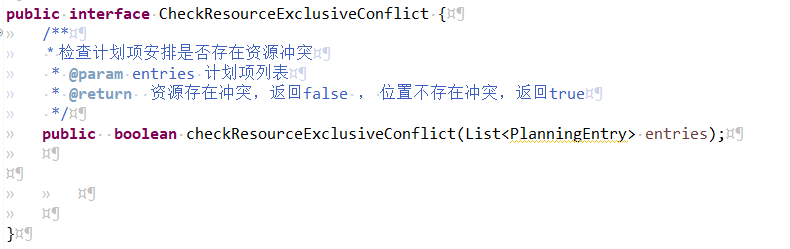 public interface CheckResourceExclusiveConflict {
/**
* 检查计划项安排是否存在资源冲突
* @param entries 计划项列表
* @return 资源存在冲突，返回false ， 位置不存在冲突，返回true
*/
public boolean checkResourceExclusiveConflict(List<PlanningEntry> entries);
}